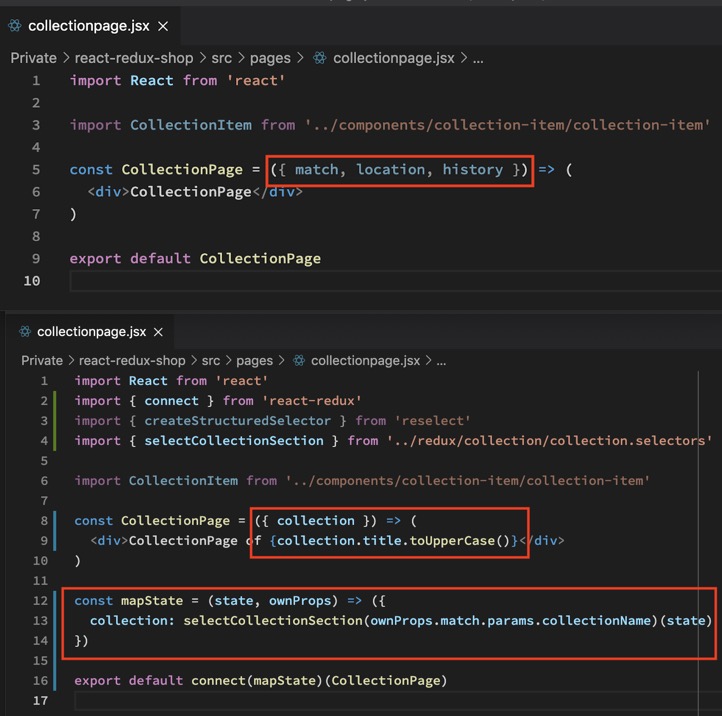 collectionpage.jsx ×
Private > react-redux-shop > src > pages > collectionpage.jsx > ...
1 import React from 'react'
2
3 import CollectionItem from '../components/collection-item/collection-item'
4
5 const CollectionPage = ({ match, location, history }) => (
6 <div>CollectionPage</div>
7 )
8
9 export default CollectionPage
10
collectionpage.jsx ×
Private > react-redux-shop > src > pages > collectionpage.jsx > ...
1 import React from 'react'
2 import { connect } from 'react-redux'
3 import { createStructuredSelector } from 'reselect'
4 import { selectCollectionSection } from '../redux/collection/collection.selectors'
5
6 import CollectionItem from '../components/collection-item/collection-item'
7
8 const CollectionPage = ({ collection }) => (
9 <div>CollectionPage of {collection.title.toUpperCase()}</div>
10 )
11
12 const mapState = (state, ownProps) => ({
13 collection: selectCollectionSection(ownProps.match.params.collectionName)(state)
14 })
15
16 export default connect(mapState)(CollectionPage)
17